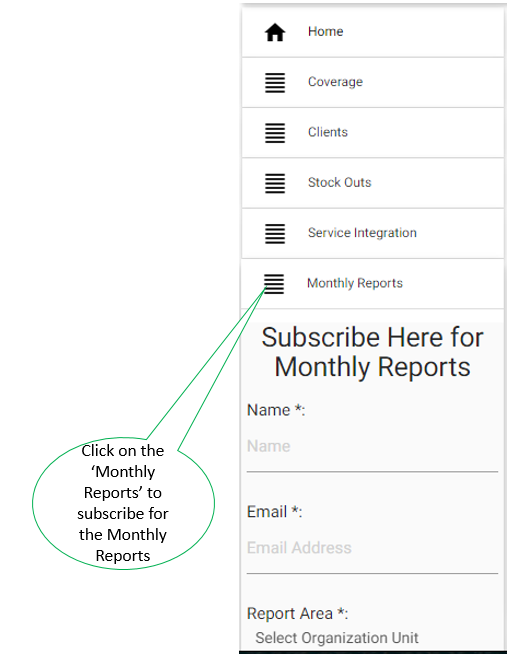 Home
Coverage
Clients
Stock Outs
Service Integration
Monthly Reports
Subscribe Here for
Monthly Reports
Name *:
Name
Email *:
Email Address
Report Area *:
Select Organization Unit
Click on the
‘Monthly
Reports’ to
subscribe for
the Monthly
Reports